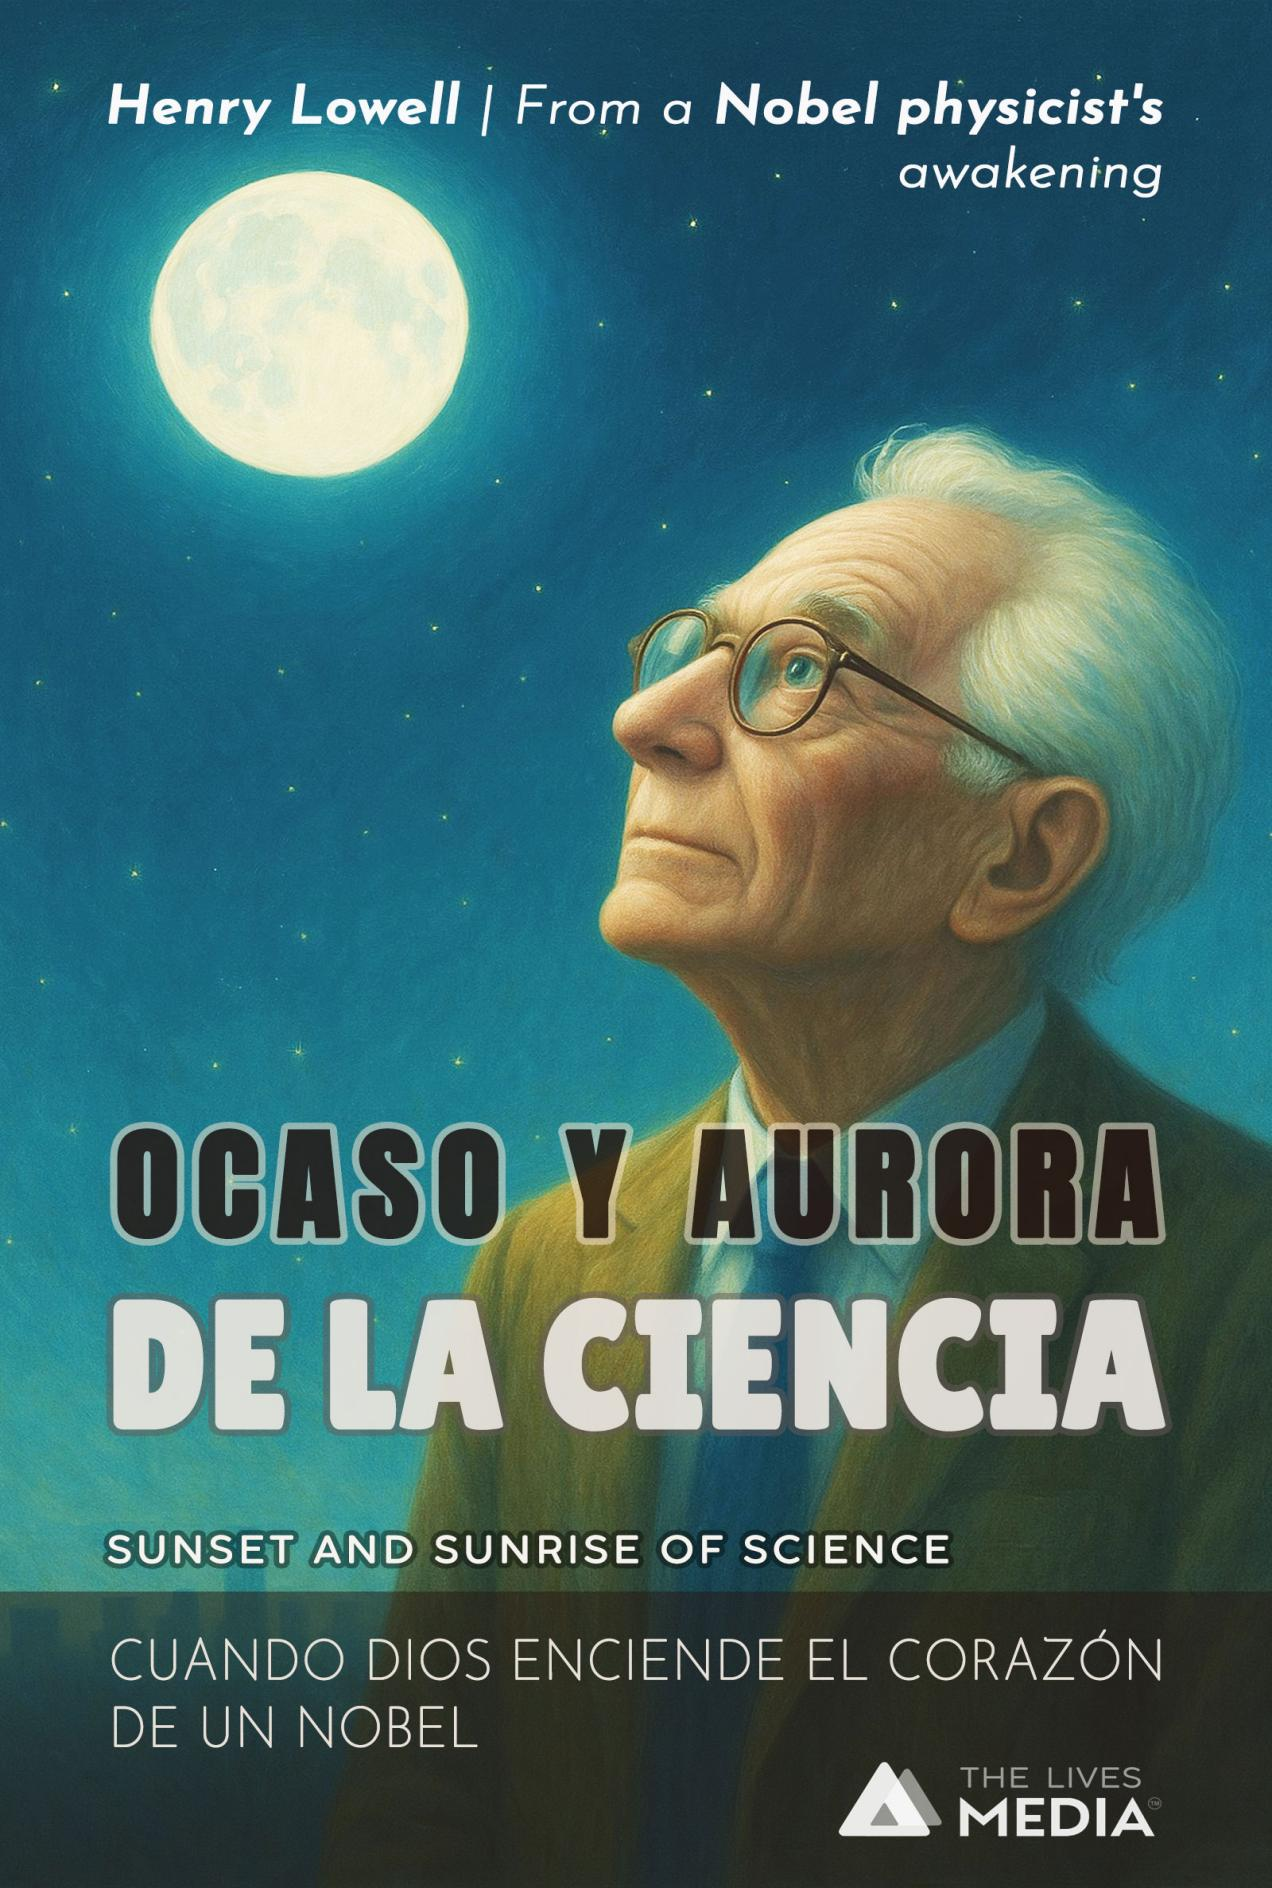 Henry Lowell | From a Nobel physicist's
awakening
OCASO Y AURORA
DE LA CIENCIA
SUNSET AND SUNRISE OF SCIENCE
CUANDO DIOS ENCIENDE EL CORAZÓN
DE UN NOBEL
THE LIVES
MEDIA™